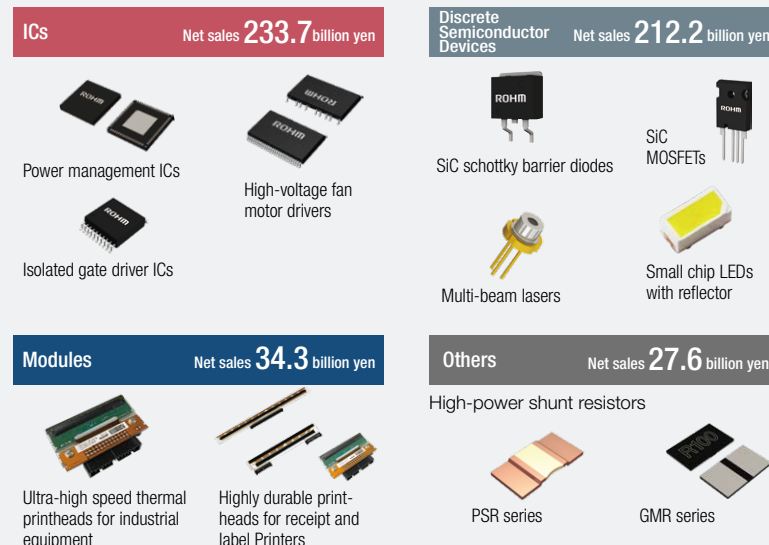 ICs
Net sales 233.7 billion yen
ROHM
ROHM
ROHM
Power management ICs
High-voltage fan
motor drivers
ROHM
Isolated gate driver ICs
Discrete
Semiconductor
Devices
Net sales 212.2 billion yen
ROHM
ROHM
SiC schottky barrier diodes
SiC
MOSFETs
Multi-beam lasers
Small chip LEDs
with reflector
Modules
Net sales 34.3 billion yen
Ultra-high speed thermal
printheads for industrial
equipment
Highly durable print-
heads for receipt and
label Printers
Others
Net sales 27.6 billion yen
High-power shunt resistors
R100
PSR series
GMR series